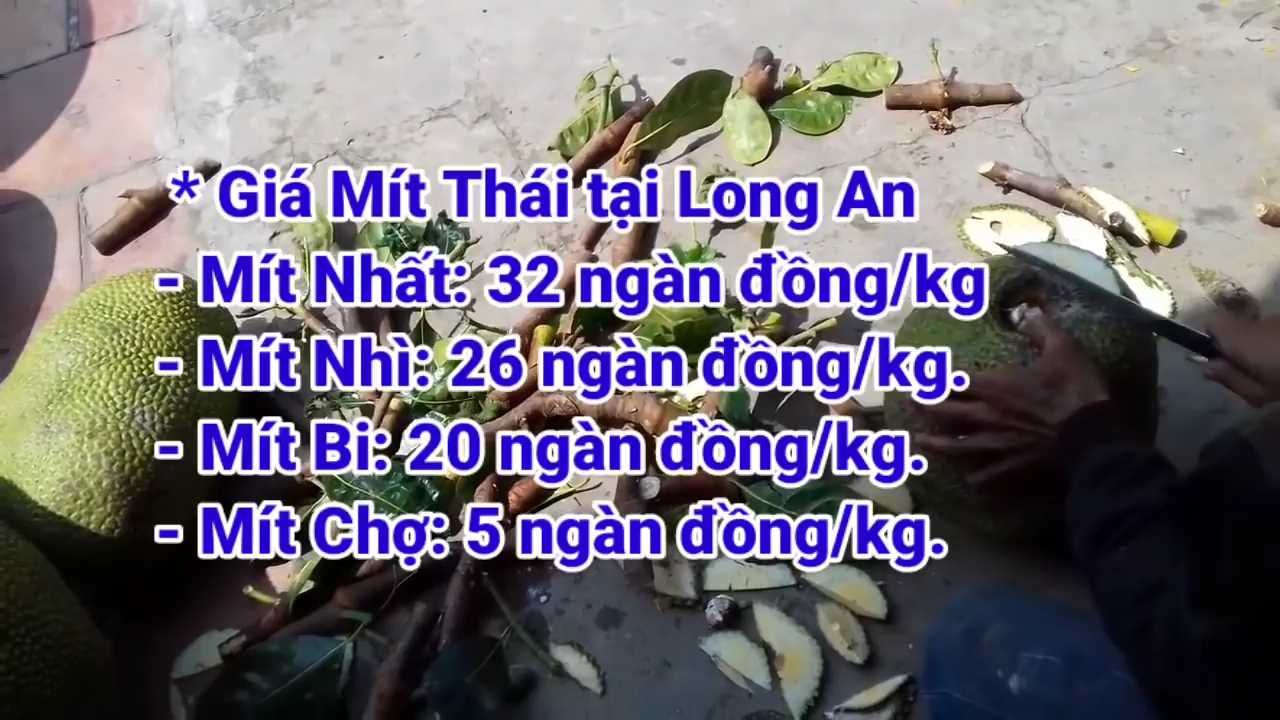 * Giá Mít Thái tại Long An
- Mít Nhất: 32 ngàn đồng/kg
- Mít Nhì: 26 ngàn đồng/kg.
- Mít Bi: 20 ngàn đồng/kg.
- Mít Chợ: 5 ngàn đồng/kg.